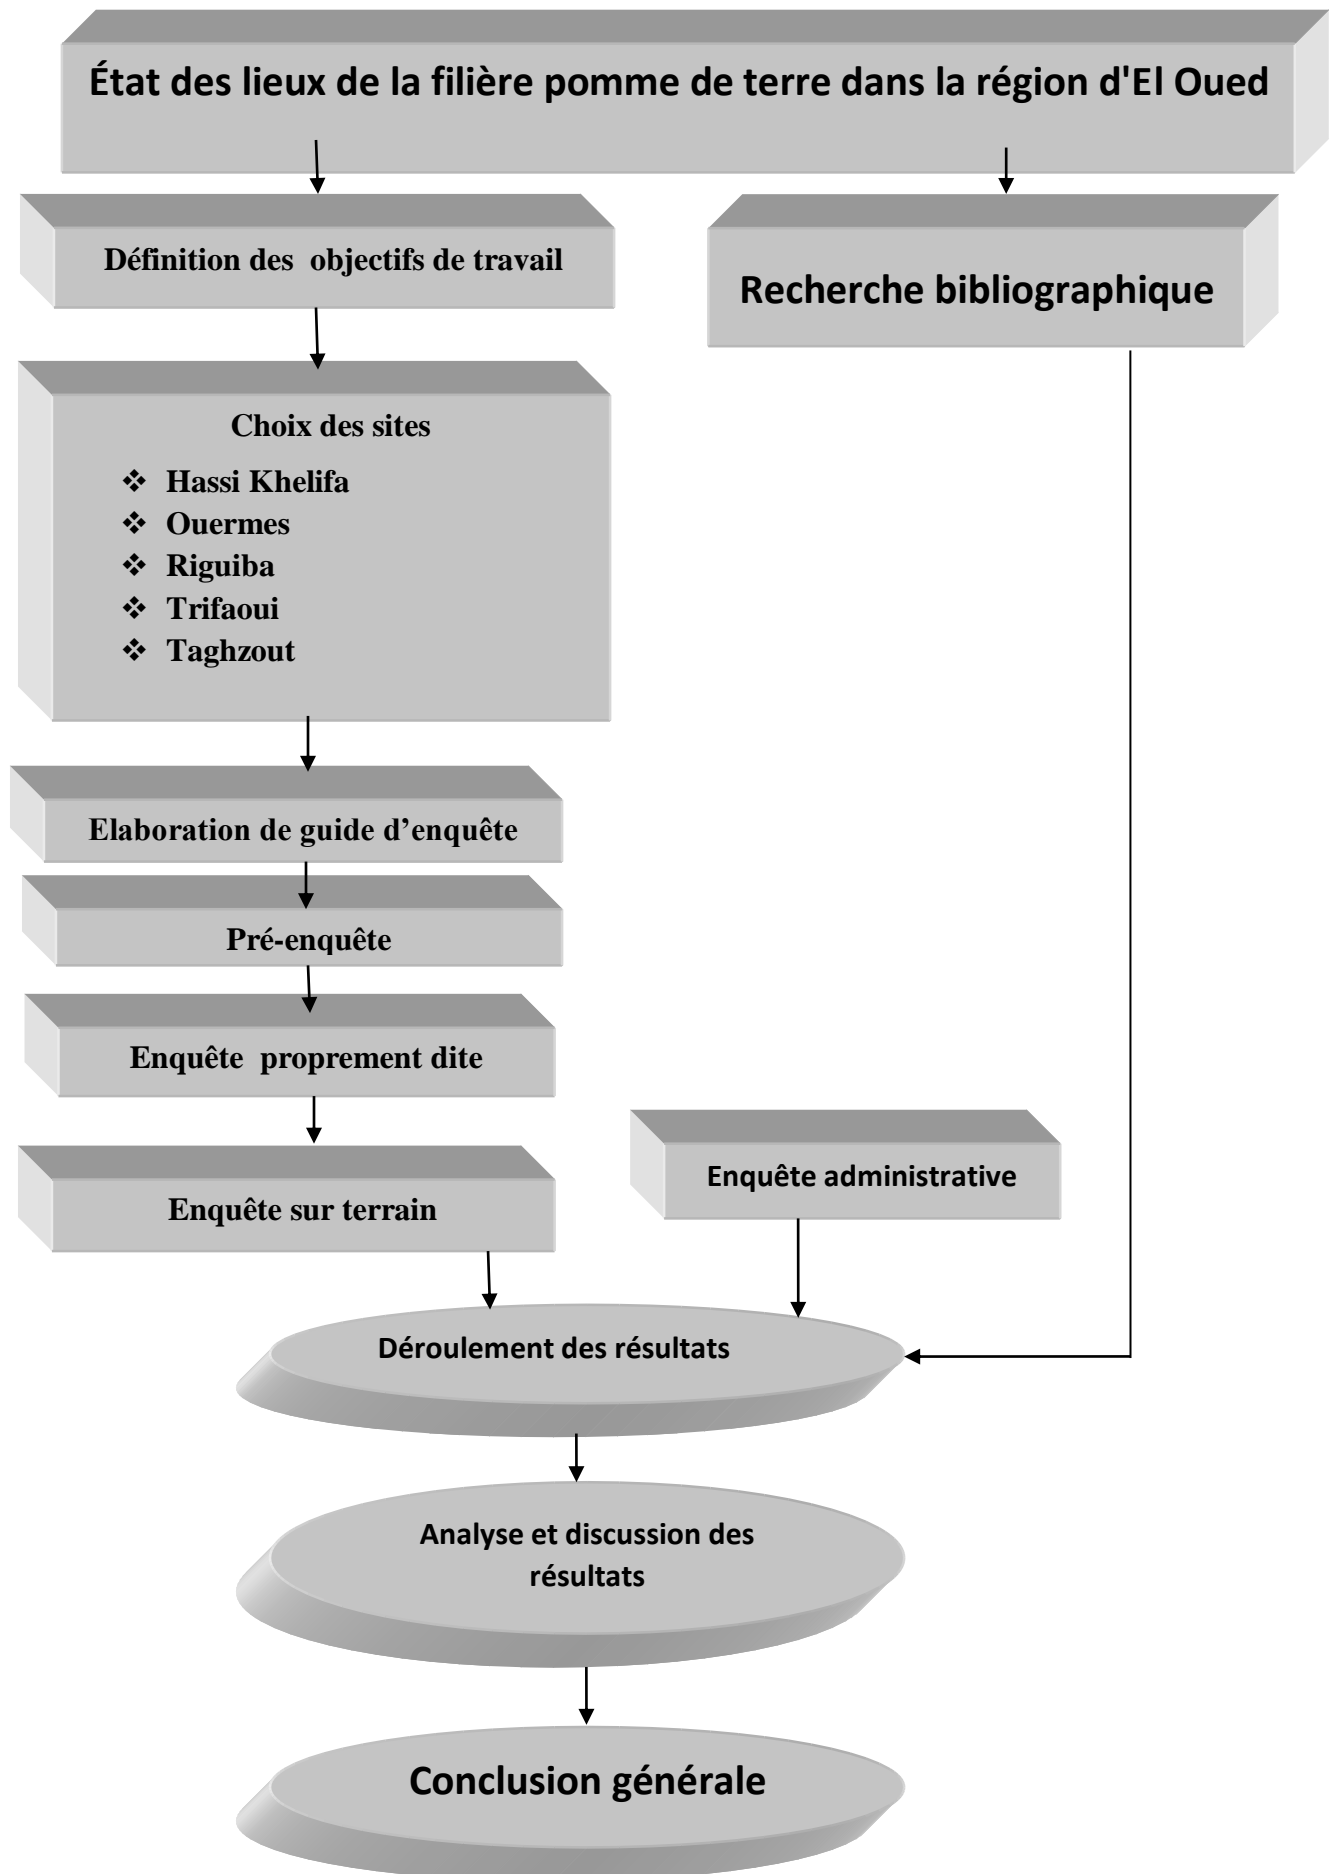 État des lieux de la filière pomme de terre dans la région d'El Oued
Définition des objectifs de travail
Recherche bibliographique
Choix des sites
❖ Hassi Khelifa
❖ Ouermes
❖ Riguiba
❖ Trifaoui
❖ Taghzout
Elaboration de guide d’enquête
Pré-enquête
Enquête proprement dite
Enquête administrative
Enquête sur terrain
Déroulement des résultats
Analyse et discussion des
résultats
Conclusion générale